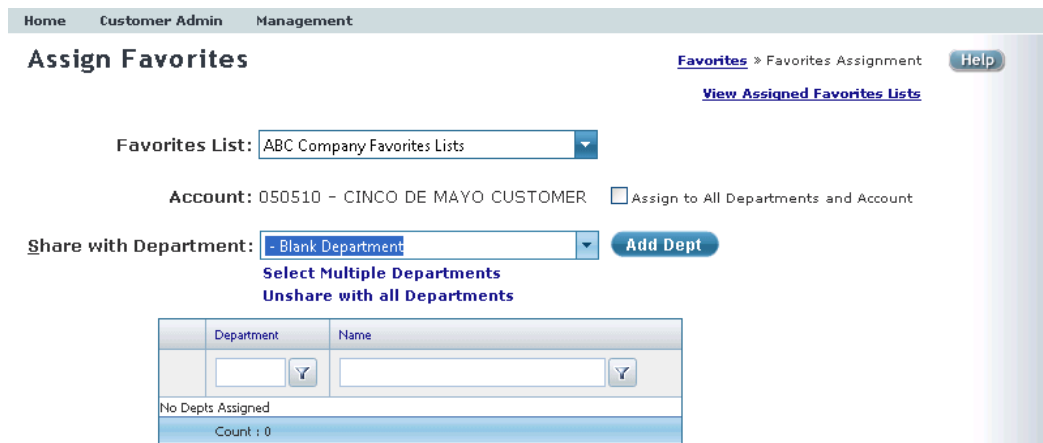 Home Customer Admin Management
Assign Favorites
Favorites » Favorites Assignment
Help
View Assigned Favorites Lists
Favorites List: ABC Company Favorites Lists
Account: 050510 - CINCO DE MAYO CUSTOMER Assign to All Departments and Account
Share with Department: - Blank Department Add Dept
Select Multiple Departments
Unshare with all Departments
Department Name
No Depts Assigned
Count : 0